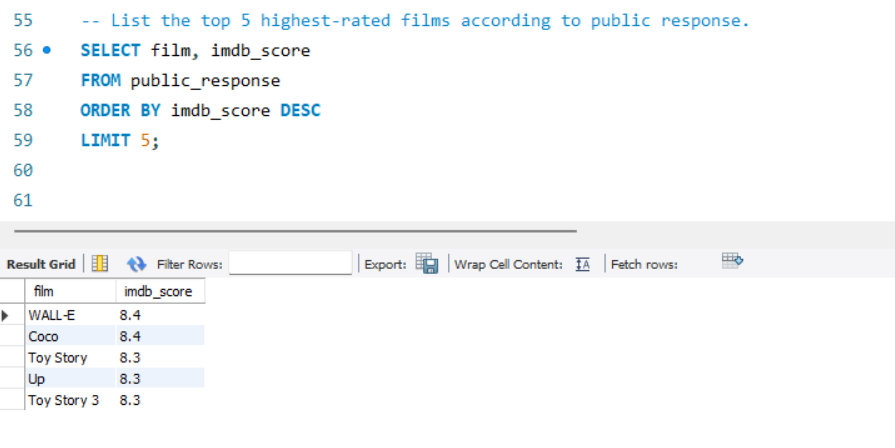 55 -- List the top 5 highest-rated films according to public response.
56 SELECT film, imdb_score
57 FROM public_response
58 ORDER BY imdb_score DESC
59 LIMIT 5;
60
61
Result Grid Filter Rows: Export: Wrap Cell Content: IA Fetch rows:
film imdb_score
WALL-E 8.4
Coco 8.4
Toy Story 8.3
Up 8.3
Toy Story 3 8.3